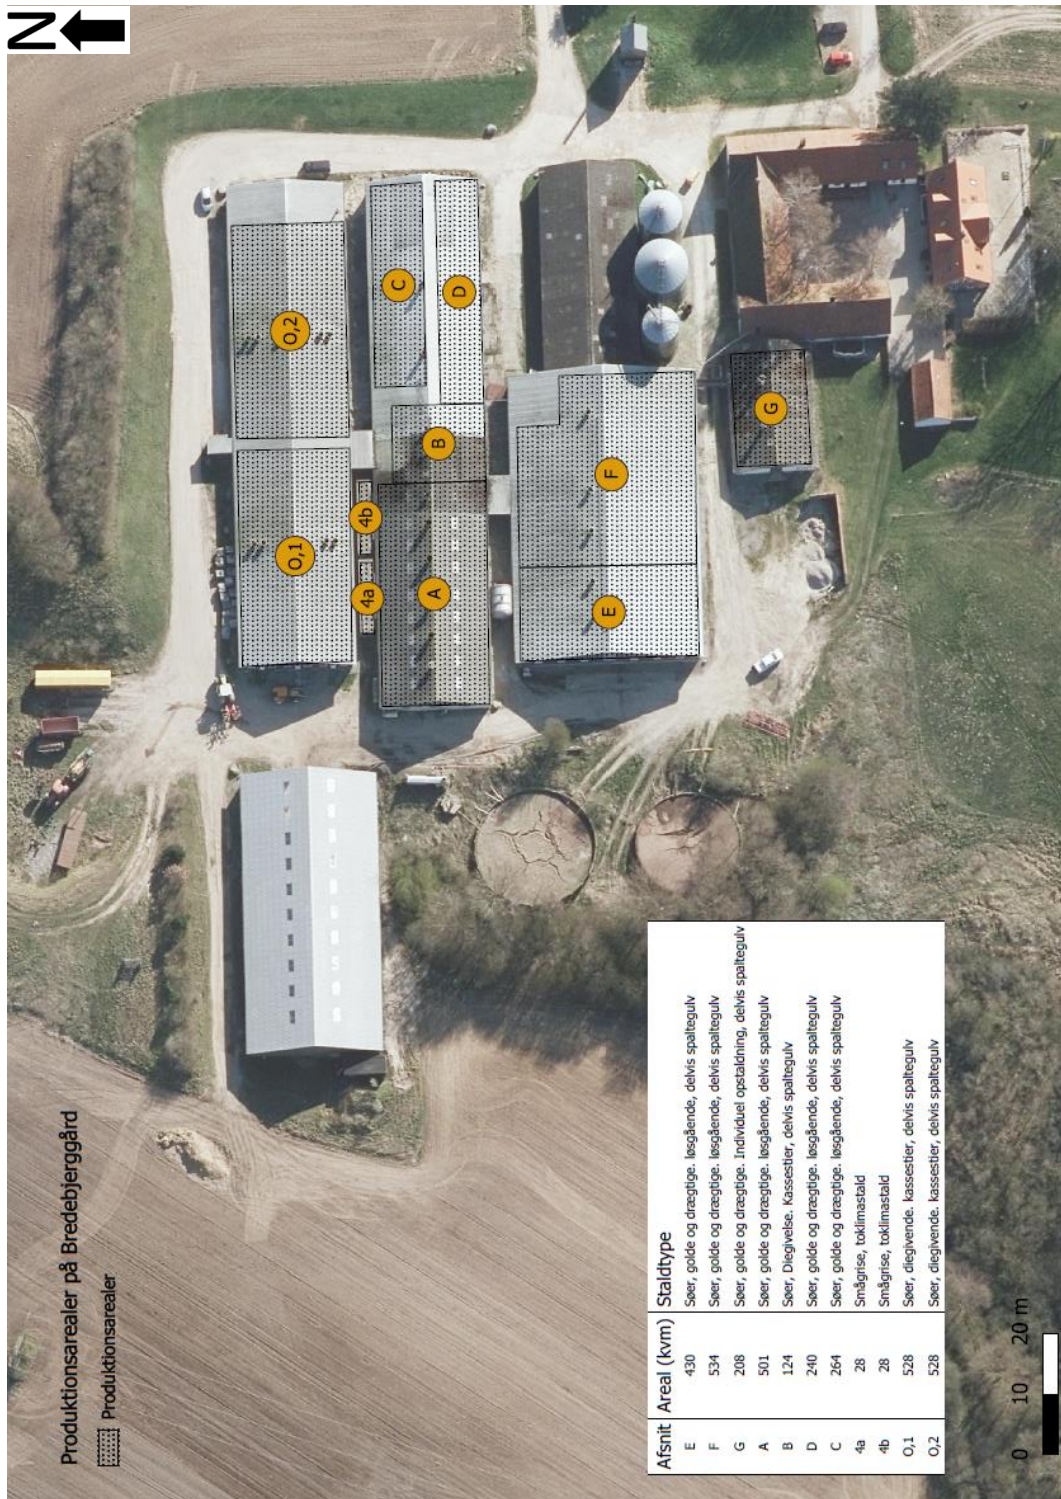 N
Produktionsarealer på Bredebjerggård
Produktionsarealer
O,2
O,1
C
D
B
A
4b
4a
F
E
G
Afsnit Areal (kvm) Staldtype
E 430 Søer, golde og drægtige. løsgående, delvis spaltegulv
F 534 Søer, golde og drægtige. løsgående, delvis spaltegulv
G 208 Søer, golde og drægtige. Individuel opstaldning, delvis spaltegulv
A 501 Søer, golde og drægtige. løsgående, delvis spaltegulv
B 124 Søer, Diegivelse. Kassestier, delvis spaltegulv
D 240 Søer, golde og drægtige. løsgående, delvis spaltegulv
C 264 Søer, golde og drægtige. løsgående, delvis spaltegulv
4a 28 Smågrise, toklimastald
4b 28 Smågrise, toklimastald
O,1 528 Søer, diegivende. kassestier, delvis spaltegulv
O,2 528 Søer, diegivende. kassestier, delvis spaltegulv
0 10 20 m